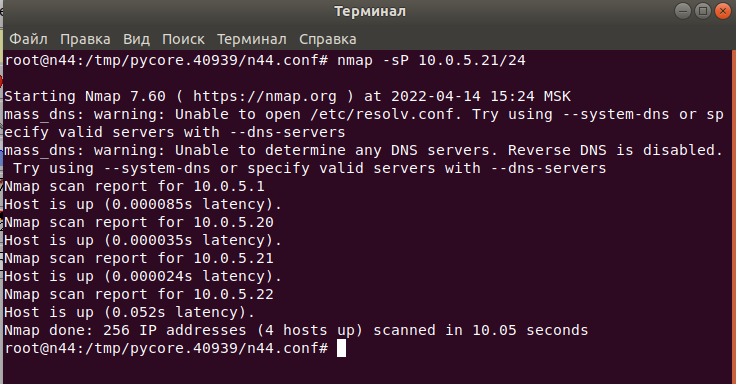 Терминал
Файл Правка Вид Поиск Терминал Справка
root@n44:/tmp/pycore.40939/n44.conf# nmap -sP 10.0.5.21/24
Starting Nmap 7.60 ( https://nmap.org ) at 2022-04-14 15:24 MSK
mass_dns: warning: Unable to open /etc/resolv.conf. Try using --system-dns or sp
ecify valid servers with --dns-servers
mass_dns: warning: Unable to determine any DNS servers. Reverse DNS is disabled.
 Try using --system-dns or specify valid servers with --dns-servers
Nmap scan report for 10.0.5.1
Host is up (0.000085s latency).
Nmap scan report for 10.0.5.20
Host is up (0.000035s latency).
Nmap scan report for 10.0.5.21
Host is up (0.000024s latency).
Nmap scan report for 10.0.5.22
Host is up (0.052s latency).
Nmap done: 256 IP addresses (4 hosts up) scanned in 10.05 seconds
root@n44:/tmp/pycore.40939/n44.conf#